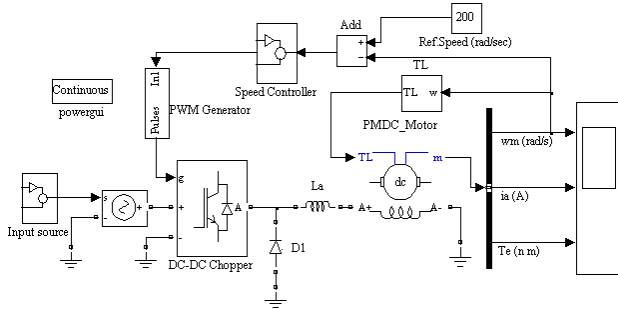 200
Add
Ref.Speed (rad/sec)
+
−
Speed Controller
TL
In1
Pulses
PWM Generator
TL w
PMDC_Motor
Continuous
powergui
TL
m
dc
wm (rad/s)
ia (A)
Te (n m)
La
A+
A-
s
-
+
Input source
g
+
-
A
DC-DC Chopper
D1